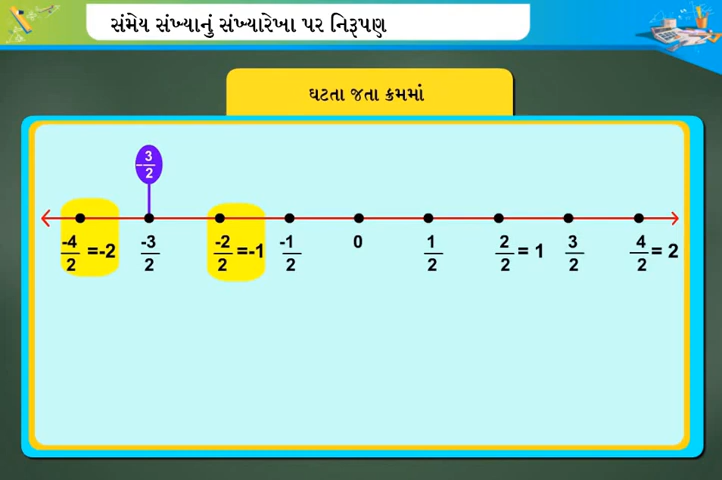 સંમેય સંખ્યાનું સંખ્યારેખા પર નિરૂપણ
ઘટતા જતા ક્રમમાં
-3/2
-4/2 =-2 -3/2 -2/2 =-1 -1/2 0 1/2 2/2 = 1 3/2 4/2 = 2